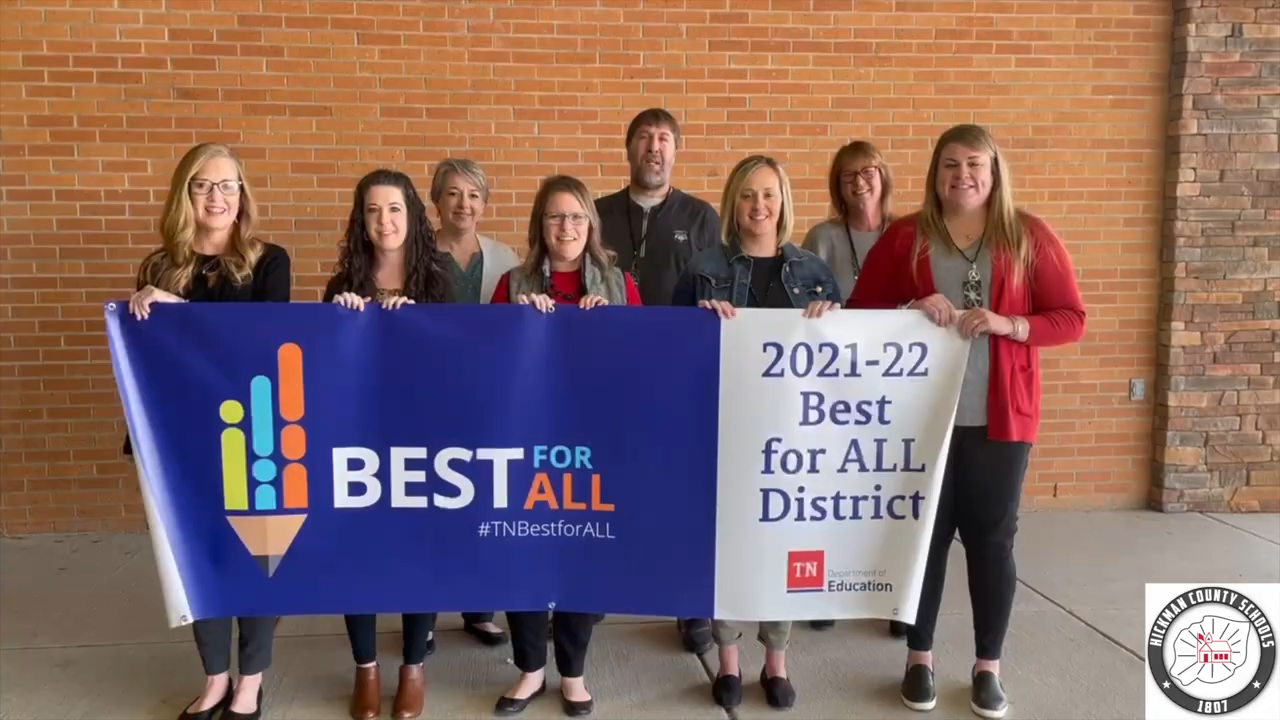 BEST FOR ALL
#TNBestforALL
2021-22
Best
for ALL
District
TN
Department of
Education
HICKMAN COUNTY SCHOOLS
1807